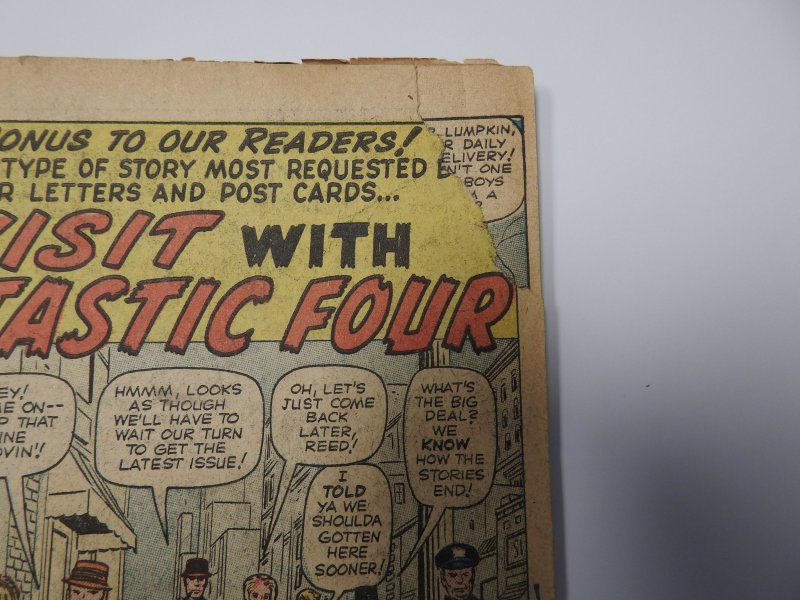 ONUS TO OUR READERS!
TYPE OF STORY MOST REQUESTED
R LETTERS AND POST CARDS...
VISIT WITH
TASTIC FOUR
LUMPKIN,
R DAILY
ELIVERY!
N'T ONE
BOYS
A
EY!
ME ON--
P THAT
INE
OVIN'!
HMMM, LOOKS
AS THOUGH
WE'LL HAVE TO
WAIT OUR TURN
TO GET THE
LATEST ISSUE!
OH, LET'S
JUST COME
BACK
LATER,
REED!
I
TOLD
YA WE
SHOULDA
GOTTEN
HERE
SOONER!
WHAT'S
THE BIG
DEAL?
WE
KNOW
HOW THE
STORIES
END!